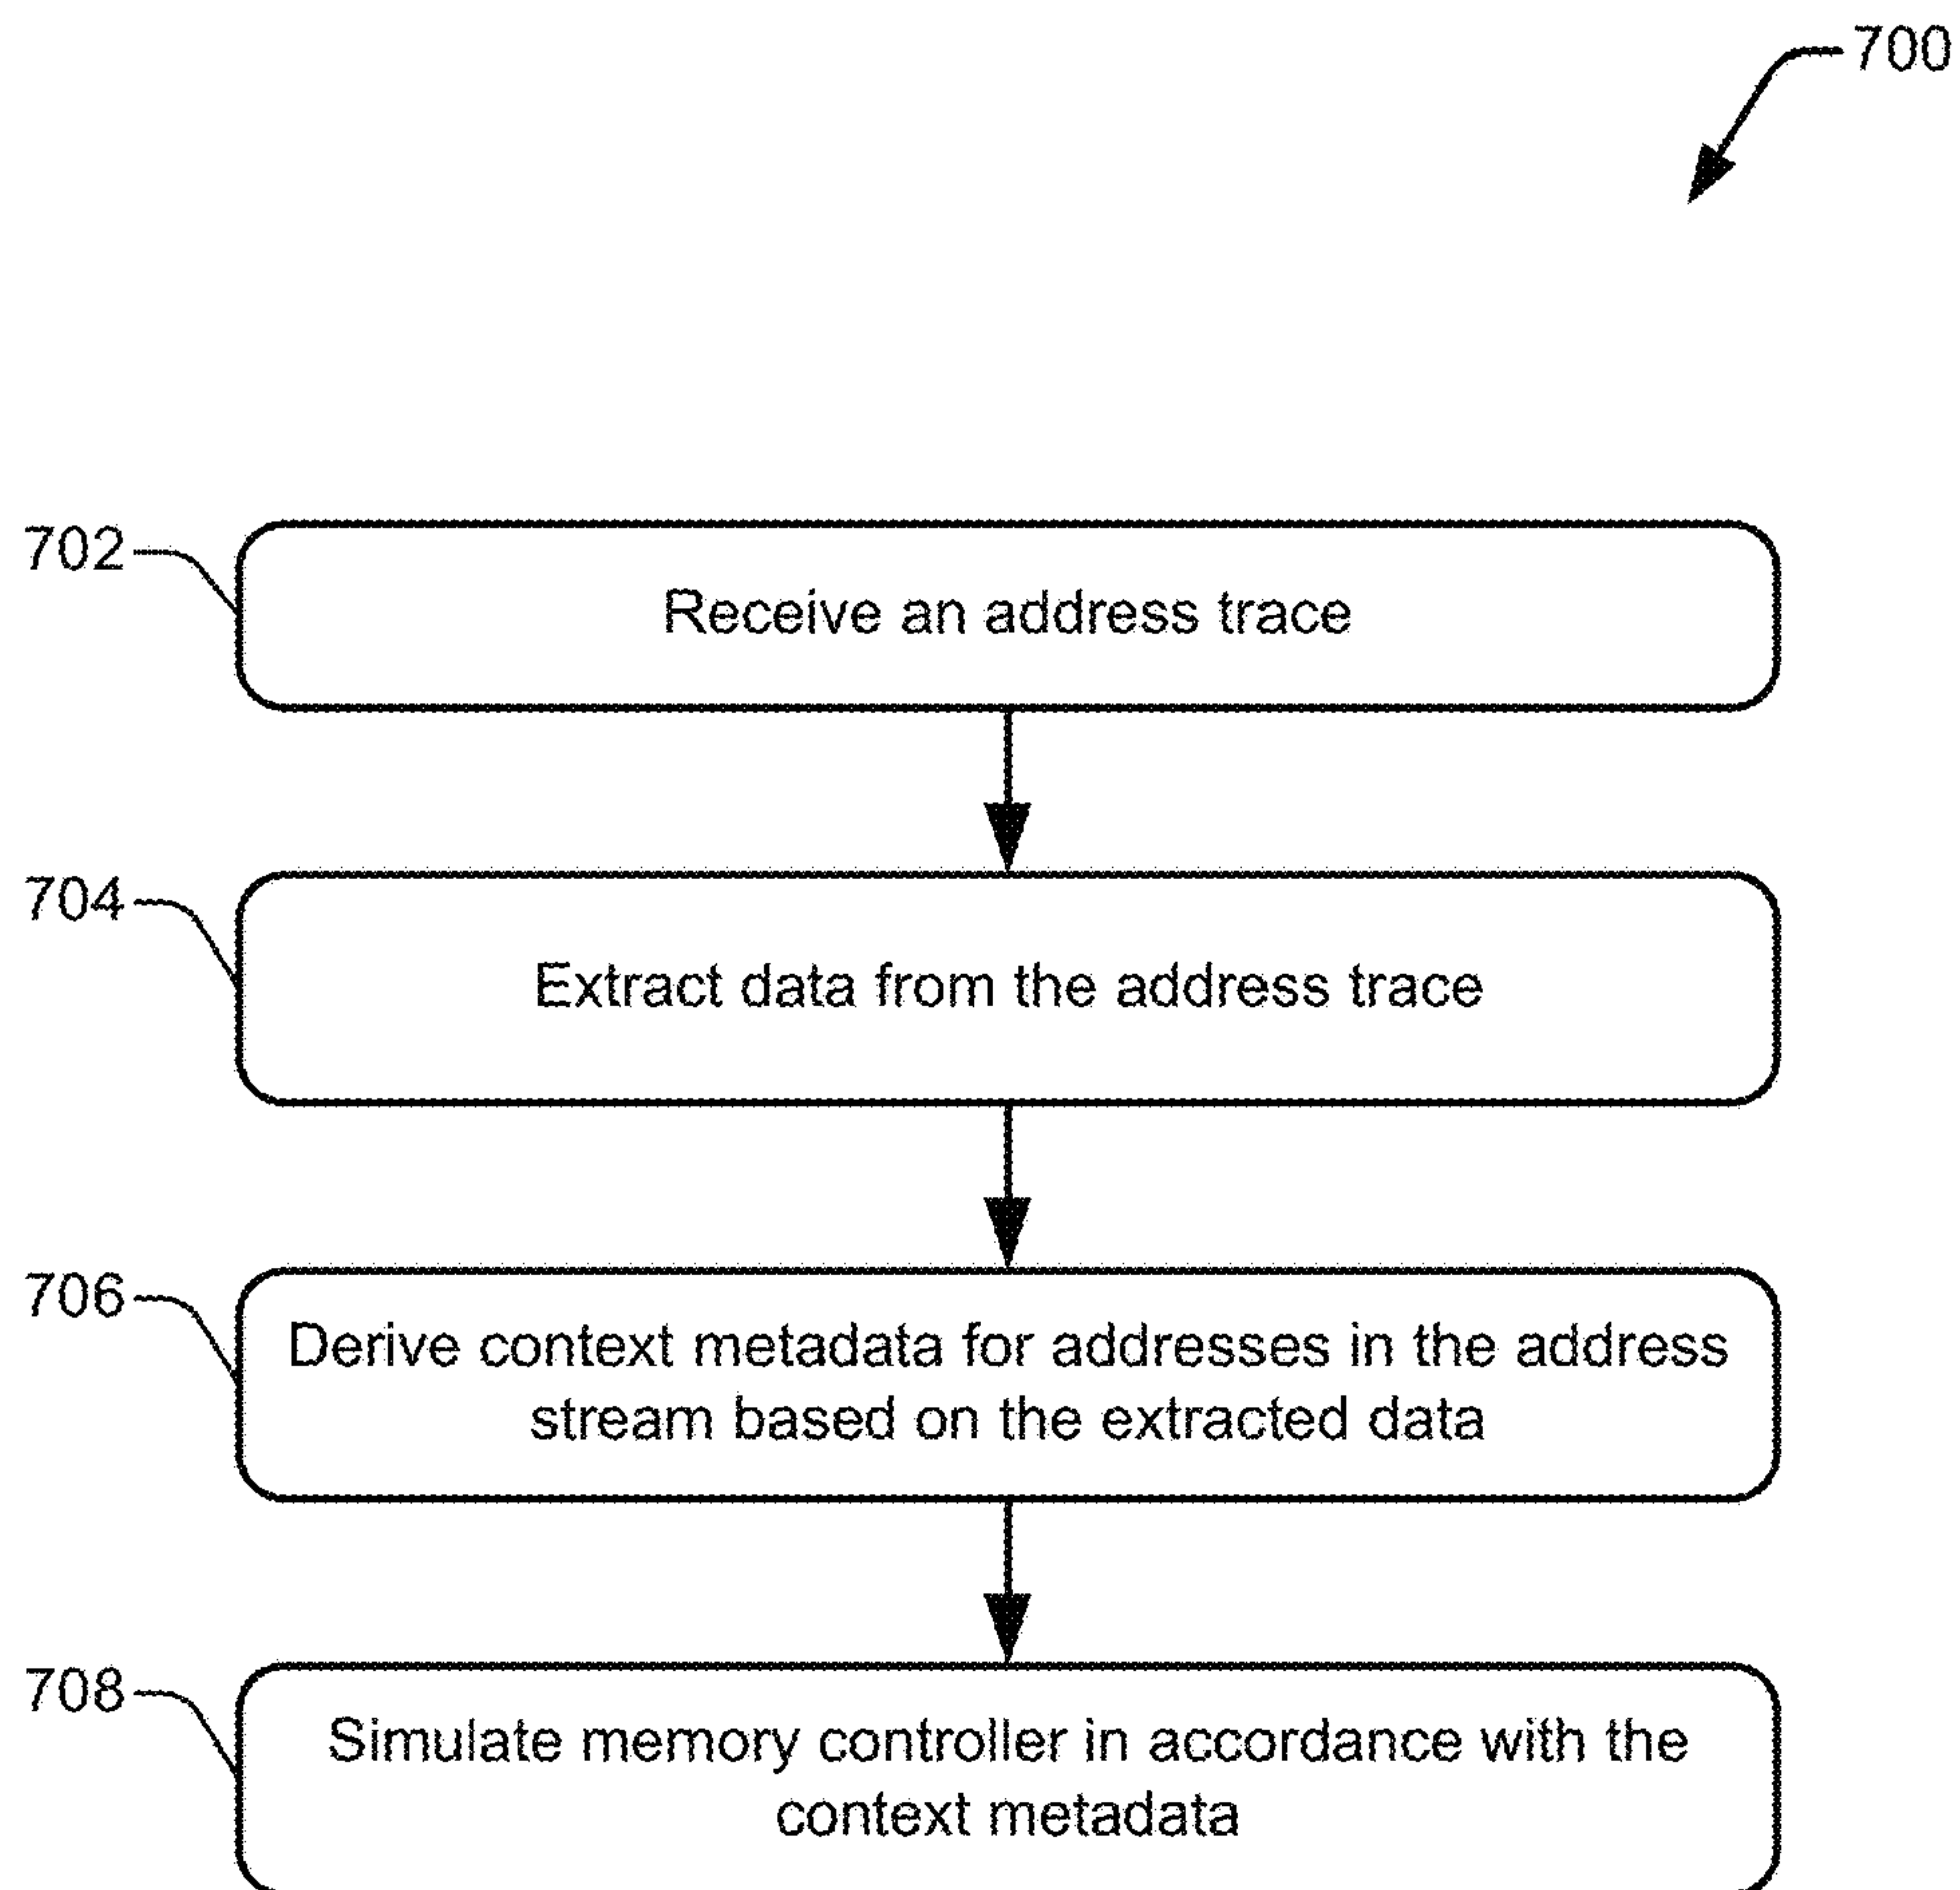 700
702
Receive an address trace
704
Extract data from the address trace
706
Derive context metadata for addresses in the address
stream based on the extracted data
708
Simulate memory controller in accordance with the
context metadata